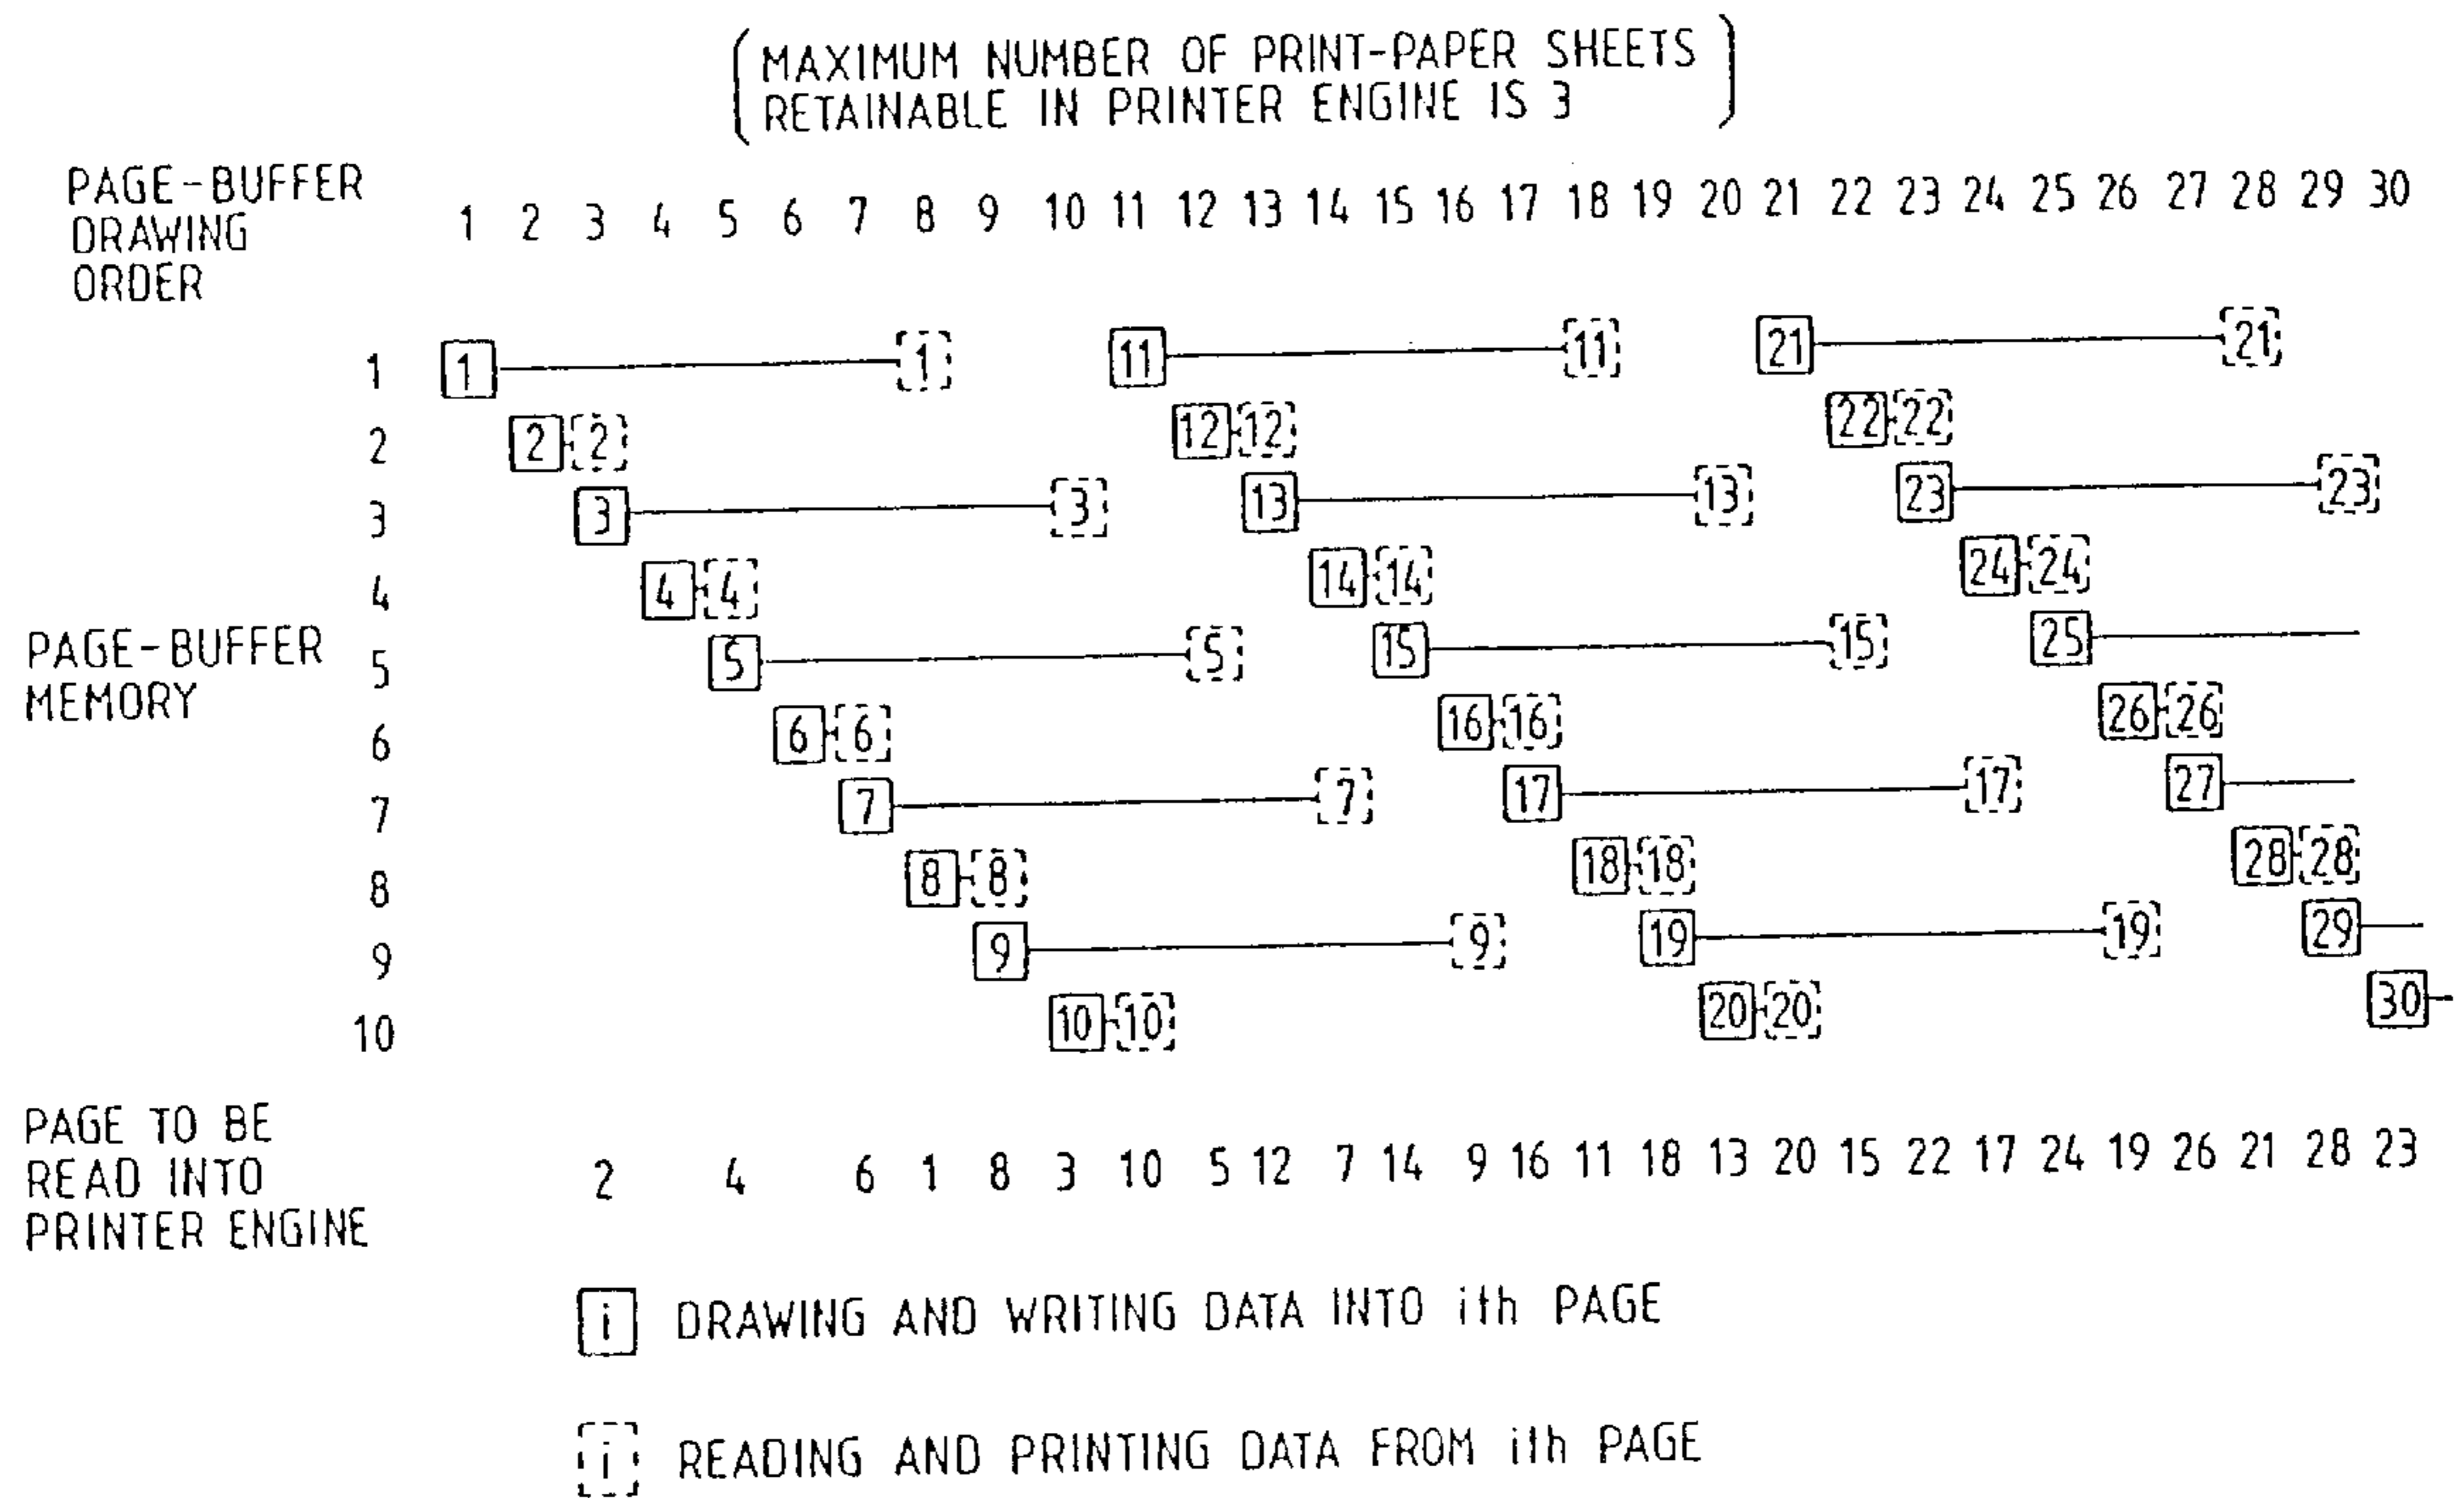 MAXIMUM NUMBER OF PRINT-PAPER SHEETS
RETAINABLE IN PRINTER ENGINE IS 3
PAGE-BUFFER
DRAWING
ORDER
1 2 3 4 5 6 7 8 9 10 11 12 13 14 15 16 17 18 19 20 21 22 23 24 25 26 27 28 29 30
1 1 1 11 11 21 21
2 2 2 12 12 22 22
3 3 3 13 13 23 23
4 4 4 14 14 24 24
PAGE-BUFFER
MEMORY
5 5 5 15 15 25
6 6 6 16 16 26 26
7 7 7 17 17 27
8 8 8 18 18 28 28
9 9 9 19 19 29
10 10 10 20 20 30
PAGE TO BE
READ INTO
PRINTER ENGINE
2 4 6 1 8 3 10 5 12 7 14 9 16 11 18 13 20 15 22 17 24 19 26 21 28 23
i DRAWING AND WRITING DATA INTO ith PAGE
i READING AND PRINTING DATA FROM ith PAGE